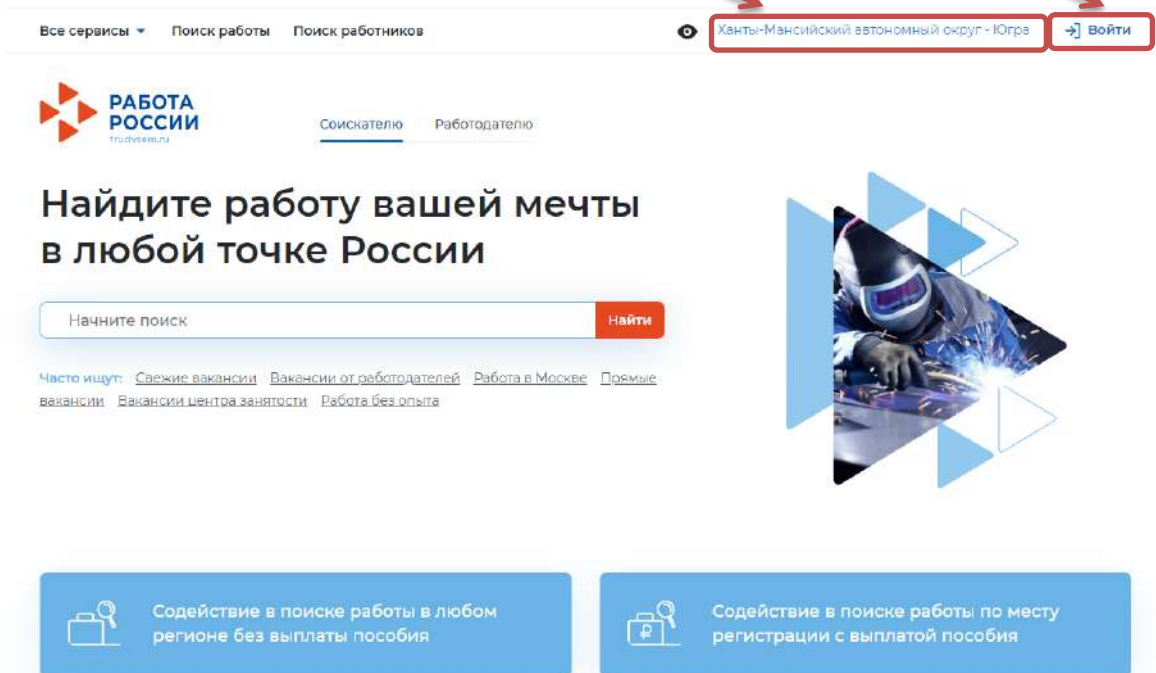 Все сервисы Поиск работы Поиск работников Ханты-Мансийский автономный округ - Югра Войти
РАБОТА
РОССИИ
trudvsem.ru
Соискателю Работодателю
Найдите работу вашей мечты
в любой точке России
Начните поиск Найти
Часто ищут: Свежие вакансии Вакансии от работодателей Работа в Москве Прямые
вакансии Вакансии центра занятости Работа без опыта
Содействие в поиске работы в любом
регионе без выплаты пособия
Содействие в поиске работы по месту
регистрации с выплатой пособия